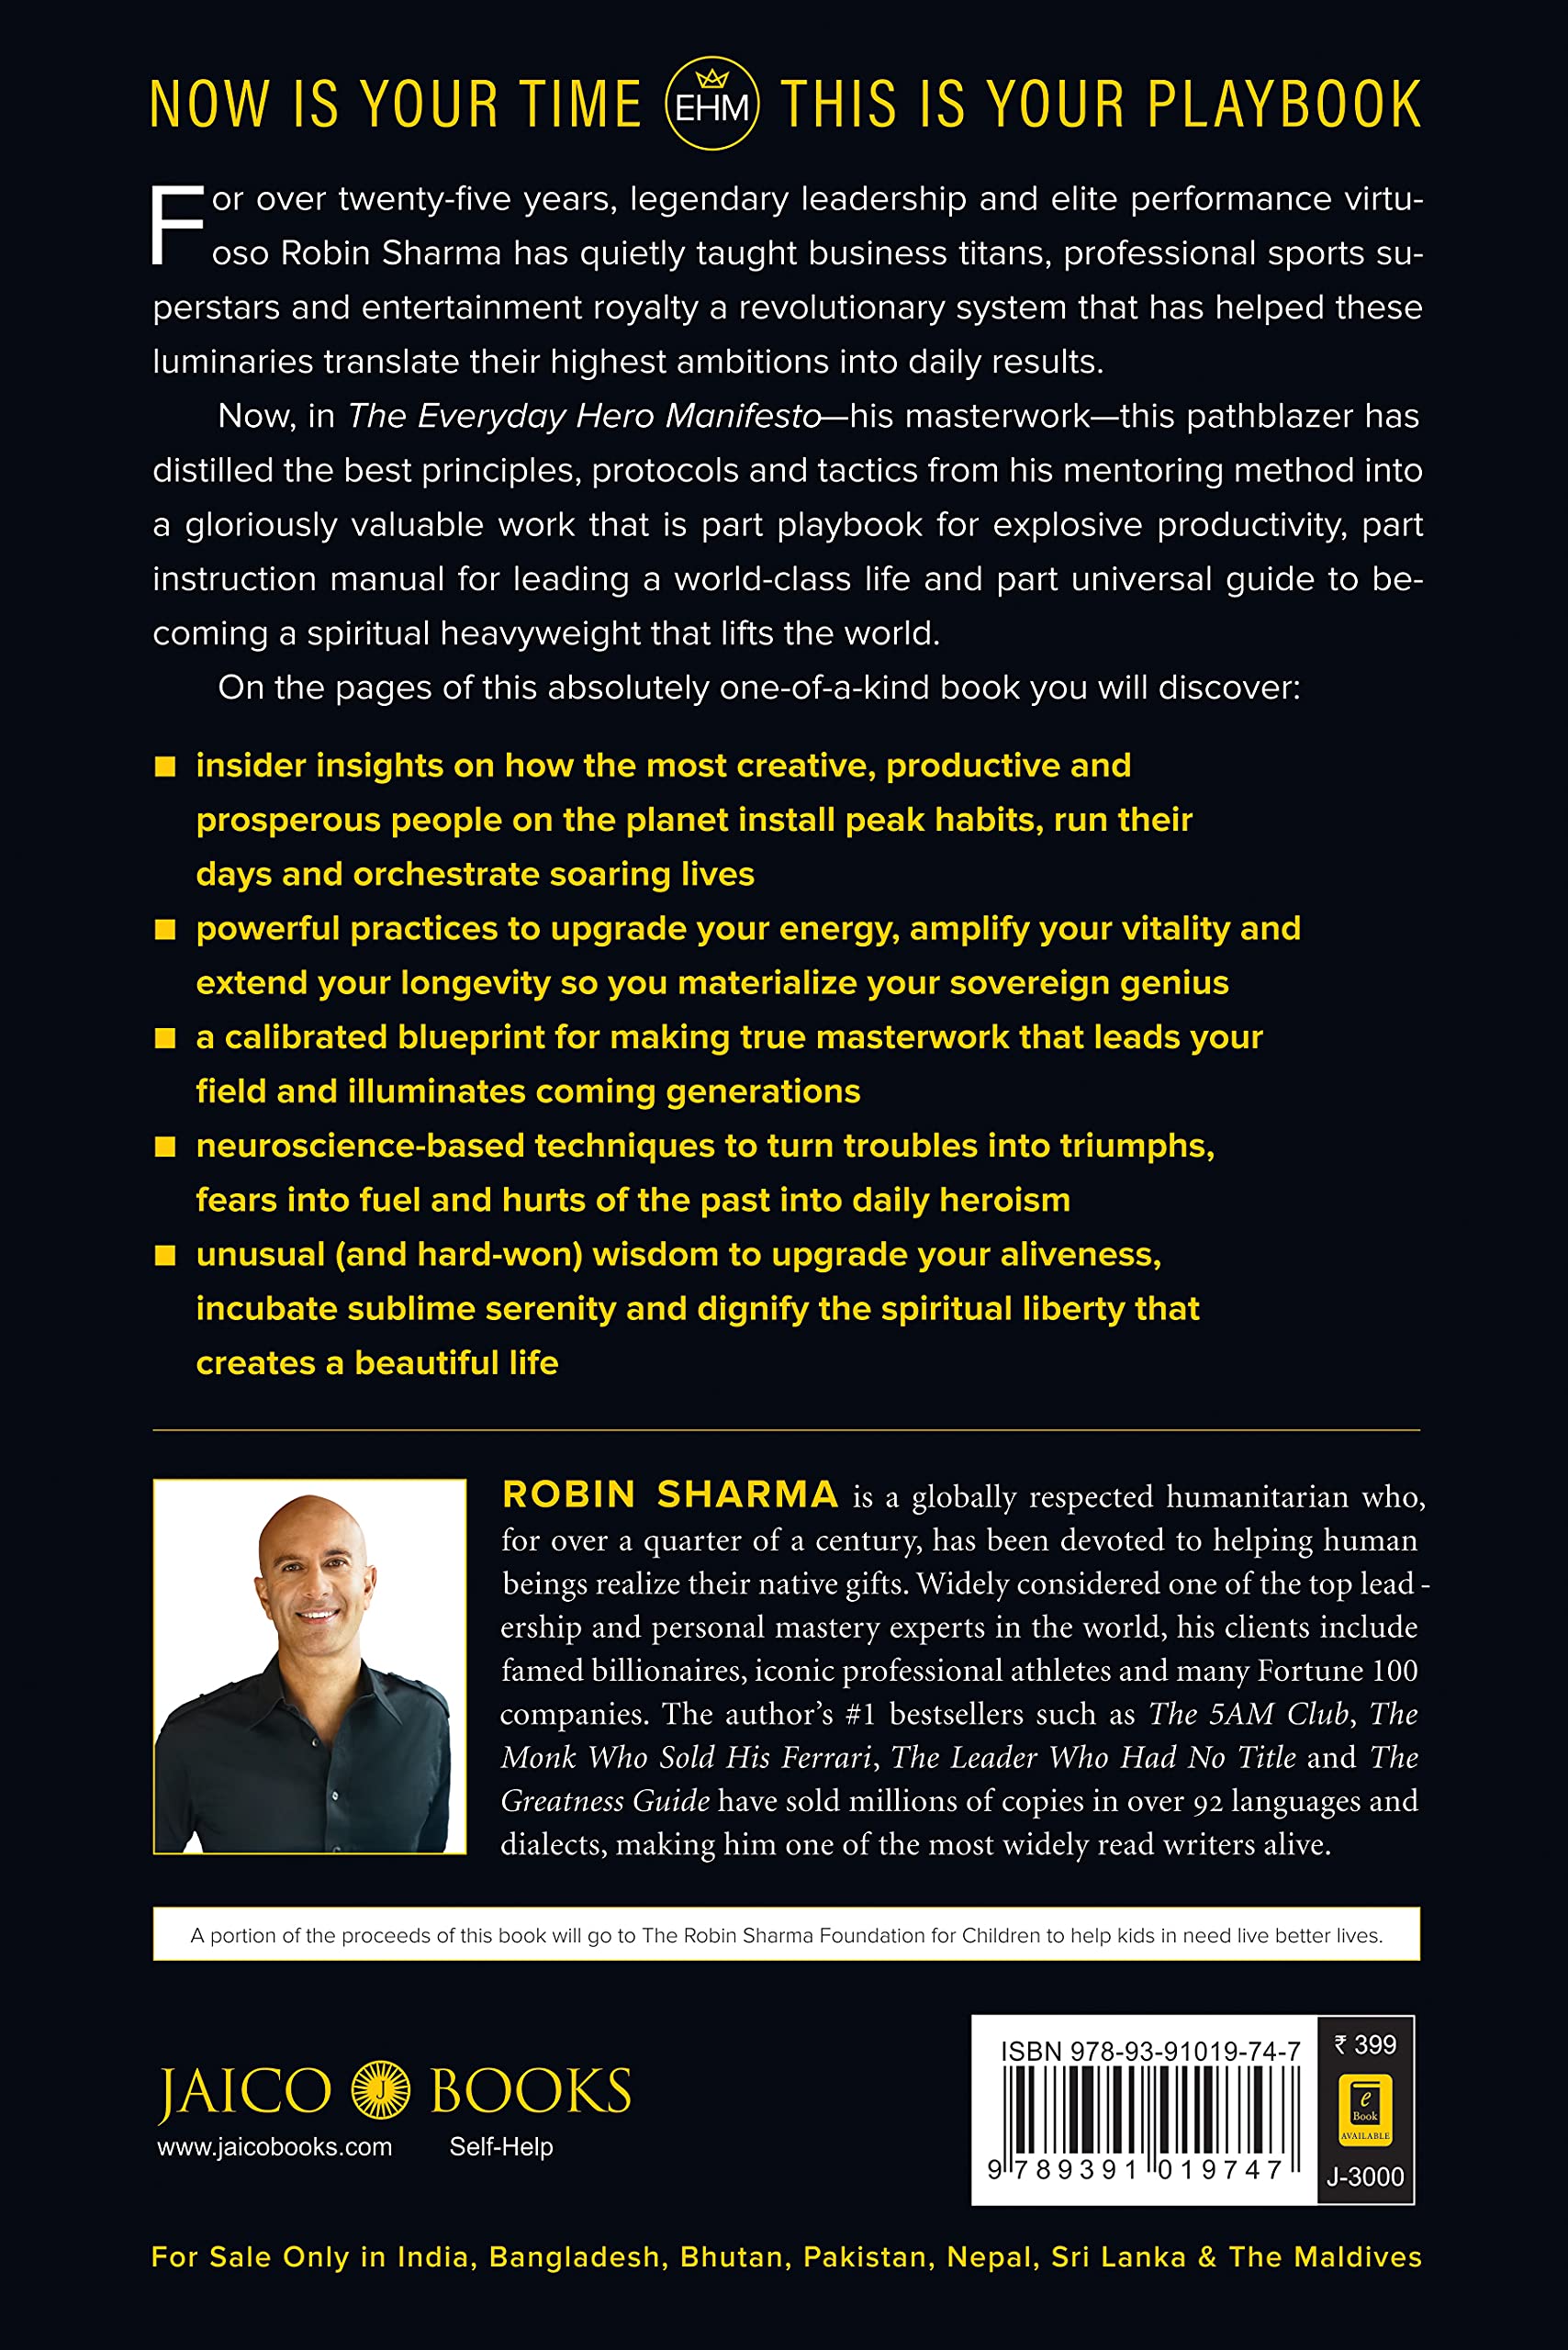 NOW IS YOUR TIME EHM THIS IS YOUR PLAYBOOK
For over twenty-five years, legendary leadership and elite performance virtu-
oso Robin Sharma has quietly taught business titans, professional sports su-
perstars and entertainment royalty a revolutionary system that has helped these
luminaries translate their highest ambitions into daily results.
Now, in The Everyday Hero Manifesto—his masterwork—this pathblazer has
distilled the best principles, protocols and tactics from his mentoring method into
a gloriously valuable work that is part playbook for explosive productivity, part
instruction manual for leading a world-class life and part universal guide to be-
coming a spiritual heavyweight that lifts the world.
On the pages of this absolutely one-of-a-kind book you will discover:
■ insider insights on how the most creative, productive and
prosperous people on the planet install peak habits, run their
days and orchestrate soaring lives
■ powerful practices to upgrade your energy, amplify your vitality and
extend your longevity so you materialize your sovereign genius
■ a calibrated blueprint for making true masterwork that leads your
field and illuminates coming generations
■ neuroscience-based techniques to turn troubles into triumphs,
fears into fuel and hurts of the past into daily heroism
■ unusual (and hard-won) wisdom to upgrade your aliveness,
incubate sublime serenity and dignify the spiritual liberty that
creates a beautiful life
ROBIN SHARMA is a globally respected humanitarian who,
for over a quarter of a century, has been devoted to helping human
beings realize their native gifts. Widely considered one of the top lead-
ership and personal mastery experts in the world, his clients include
famed billionaires, iconic professional athletes and many Fortune 100
companies. The author's #1 bestsellers such as The 5AM Club, The
Monk Who Sold His Ferrari, The Leader Who Had No Title and The
Greatness Guide have sold millions of copies in over 92 languages and
dialects, making him one of the most widely read writers alive.
A portion of the proceeds of this book will go to The Robin Sharma Foundation for Children to help kids in need live better lives.
JAICO J BOOKS
www.jaicobooks.com Self-Help
ISBN 978-93-91019-74-7
9 789391 019747
₹ 399
e
Book
AVAILABLE
J-3000
For Sale Only in India, Bangladesh, Bhutan, Pakistan, Nepal, Sri Lanka & The Maldives